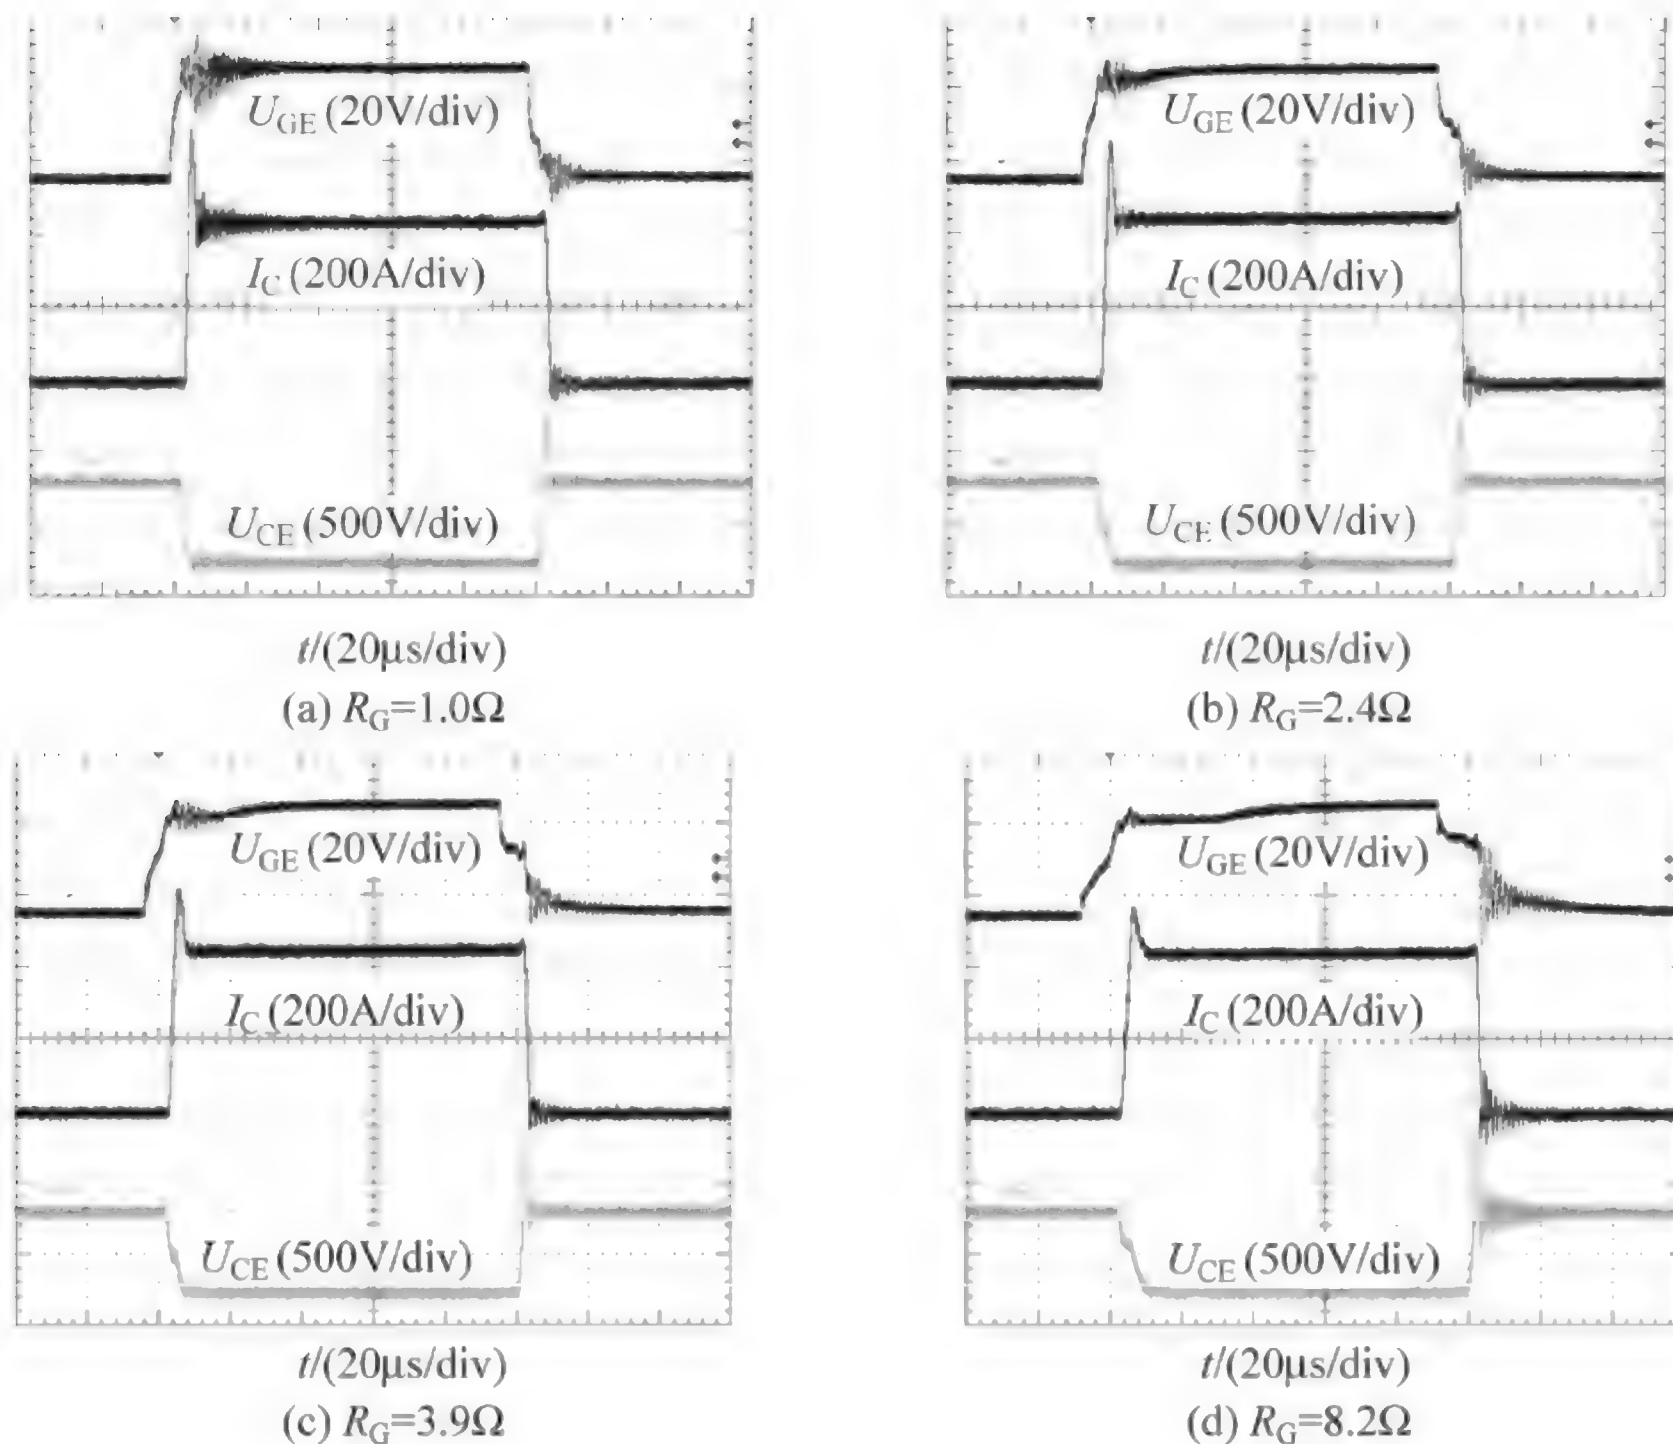 U_GE (20V/div)
I_C (200A/div)
U_CE (500V/div)
t/(20μs/div)
(a) R_G=1.0Ω
U_GE (20V/div)
I_C (200A/div)
U_CE (500V/div)
t/(20μs/div)
(b) R_G=2.4Ω
U_GE (20V/div)
I_C (200A/div)
U_CE (500V/div)
t/(20μs/div)
(c) R_G=3.9Ω
U_GE (20V/div)
I_C (200A/div)
U_CE (500V/div)
t/(20μs/div)
(d) R_G=8.2Ω